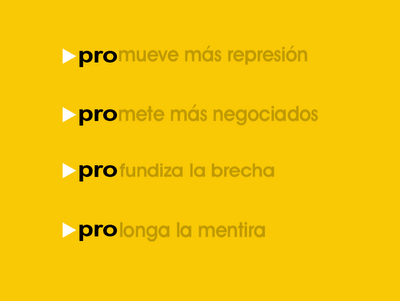 promueve más represión
promete más negociados
profundiza la brecha
prolonga la mentira